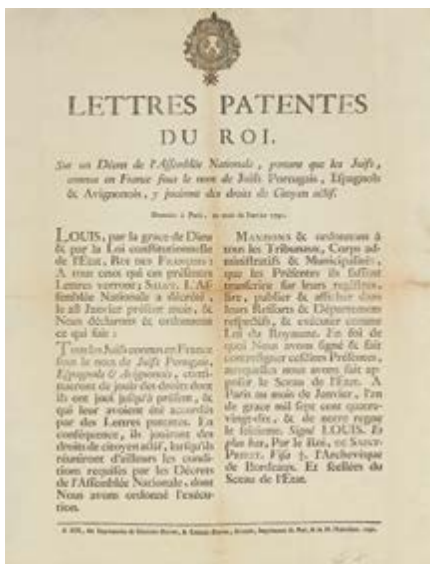 LETTRES PATENTES
DU ROI,
Sur un Décret de l'Assemblée Nationale, portant que les Juifs,
connus en France sous le nom de Juifs Portugais, Espagnols
& Avignonois, y jouiront des droits de Citoyen actif.
Données à Paris, au mois de Janvier 1790.
LOUIS, par la grace de Dieu
& par la Loi constitutionnelle
de l'État, ROI DES FRANÇOIS :
A tous ceux qui ces présentes
Lettres verront ; SALUT. L'As-
semblée Nationale a décrété,
le 28 Janvier présent mois, &
Nous déclarons & ordonnons
ce qui suit :
Tous les Juifs connus en France
sous le nom de Juifs Portugais,
Espagnols & Avignonois, conti-
nueront de jouir des droits dont
ils ont joui jusqu'à présent, &
qui leur avoient été accordés
par des Lettres patentes. En
conséquence, ils jouiront des
droits de citoyen actif, lorsqu'ils
réuniront d'ailleurs les condi-
tions requises par les Décrets
de l'Assemblée Nationale, dont
Nous avons ordonné l'exécu-
tion.
MANDONS & ordonnons à
tous les Tribunaux, Corps ad-
ministratifs & Municipalités,
que les Présentes ils fassent
transcrire sur leurs registres,
lire, publier & afficher dans
leurs Ressorts & Départemens
respectifs, & exécuter comme
Loi du Royaume. En foi de
quoi Nous avons signé & fait
contresigner cesdites Présentes,
auxquelles nous avons fait ap-
poser le Sceau de l'État. A
Paris au mois de Janvier, l'an
de grace mil sept cent quatre-
vingt-dix, & de notre regne
le seizieme. Signé LOUIS. Et
plus bas, Par le Roi, DE SAINT-
PRIEST. Visa †. l'Archevêque
de Bordeaux. Et scellées du
Sceau de l'État.